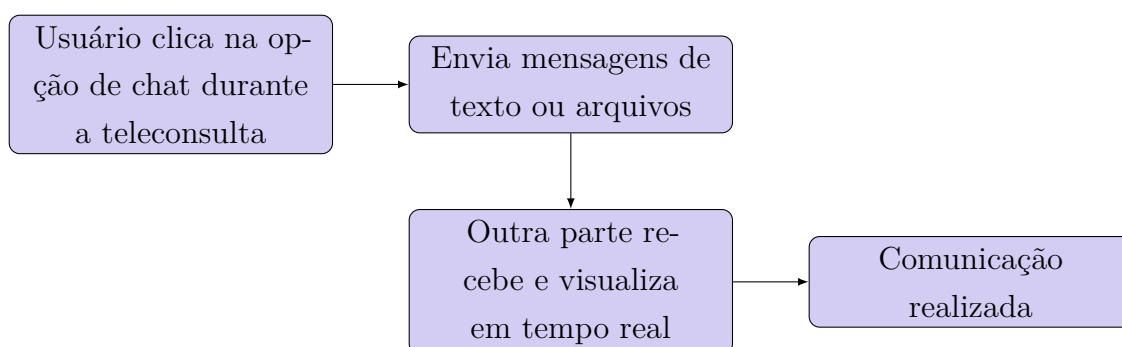 Usuário clica na op-
ção de chat durante
a teleconsulta
Envia mensagens de
texto ou arquivos
Outra parte re-
cebe e visualiza
em tempo real
Comunicação
realizada